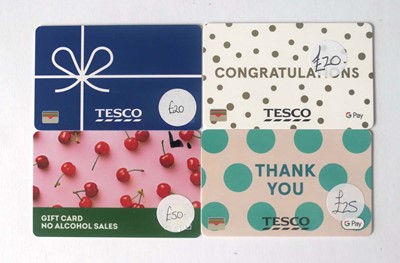 TESCO
£20
£20-
CONGRATULATIONS
TESCO
G Pay
GIFT CARD
NO ALCOHOL SALES
£50-
THANK
YOU
TESCO
£25
G Pay